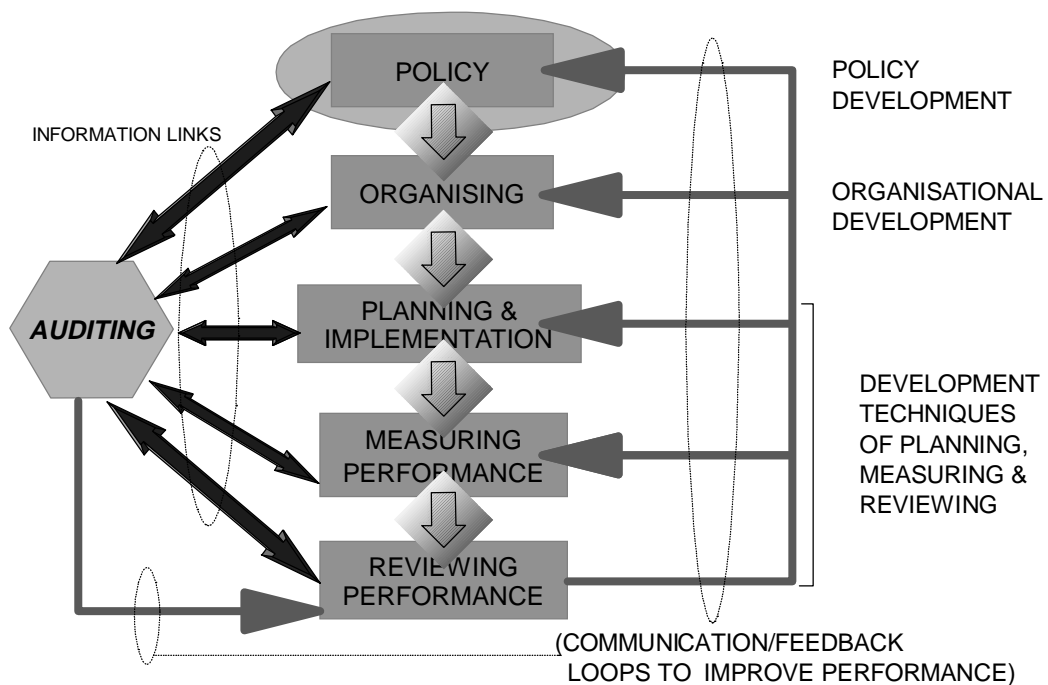 POLICY
POLICY
DEVELOPMENT
INFORMATION LINKS
ORGANISING
ORGANISATIONAL
DEVELOPMENT
AUDITING
PLANNING &
IMPLEMENTATION
DEVELOPMENT
TECHNIQUES
OF PLANNING,
MEASURING &
REVIEWING
MEASURING
PERFORMANCE
REVIEWING
PERFORMANCE
(COMMUNICATION/FEEDBACK
LOOPS TO IMPROVE PERFORMANCE)